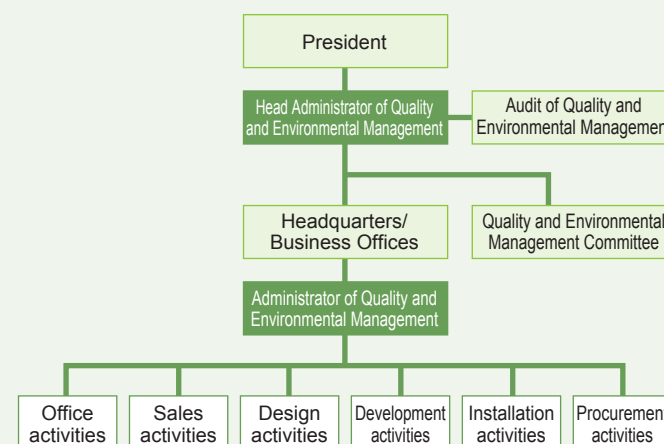 President
Head Administrator of Quality
and Environmental Management
Audit of Quality and
Environmental Management
Headquarters/
Business Offices
Quality and Environmental
Management Committee
Administrator of Quality and
Environmental Management
Office
activities
Sales
activities
Design
activities
Development
activities
Installation
activities
Procurement
activities